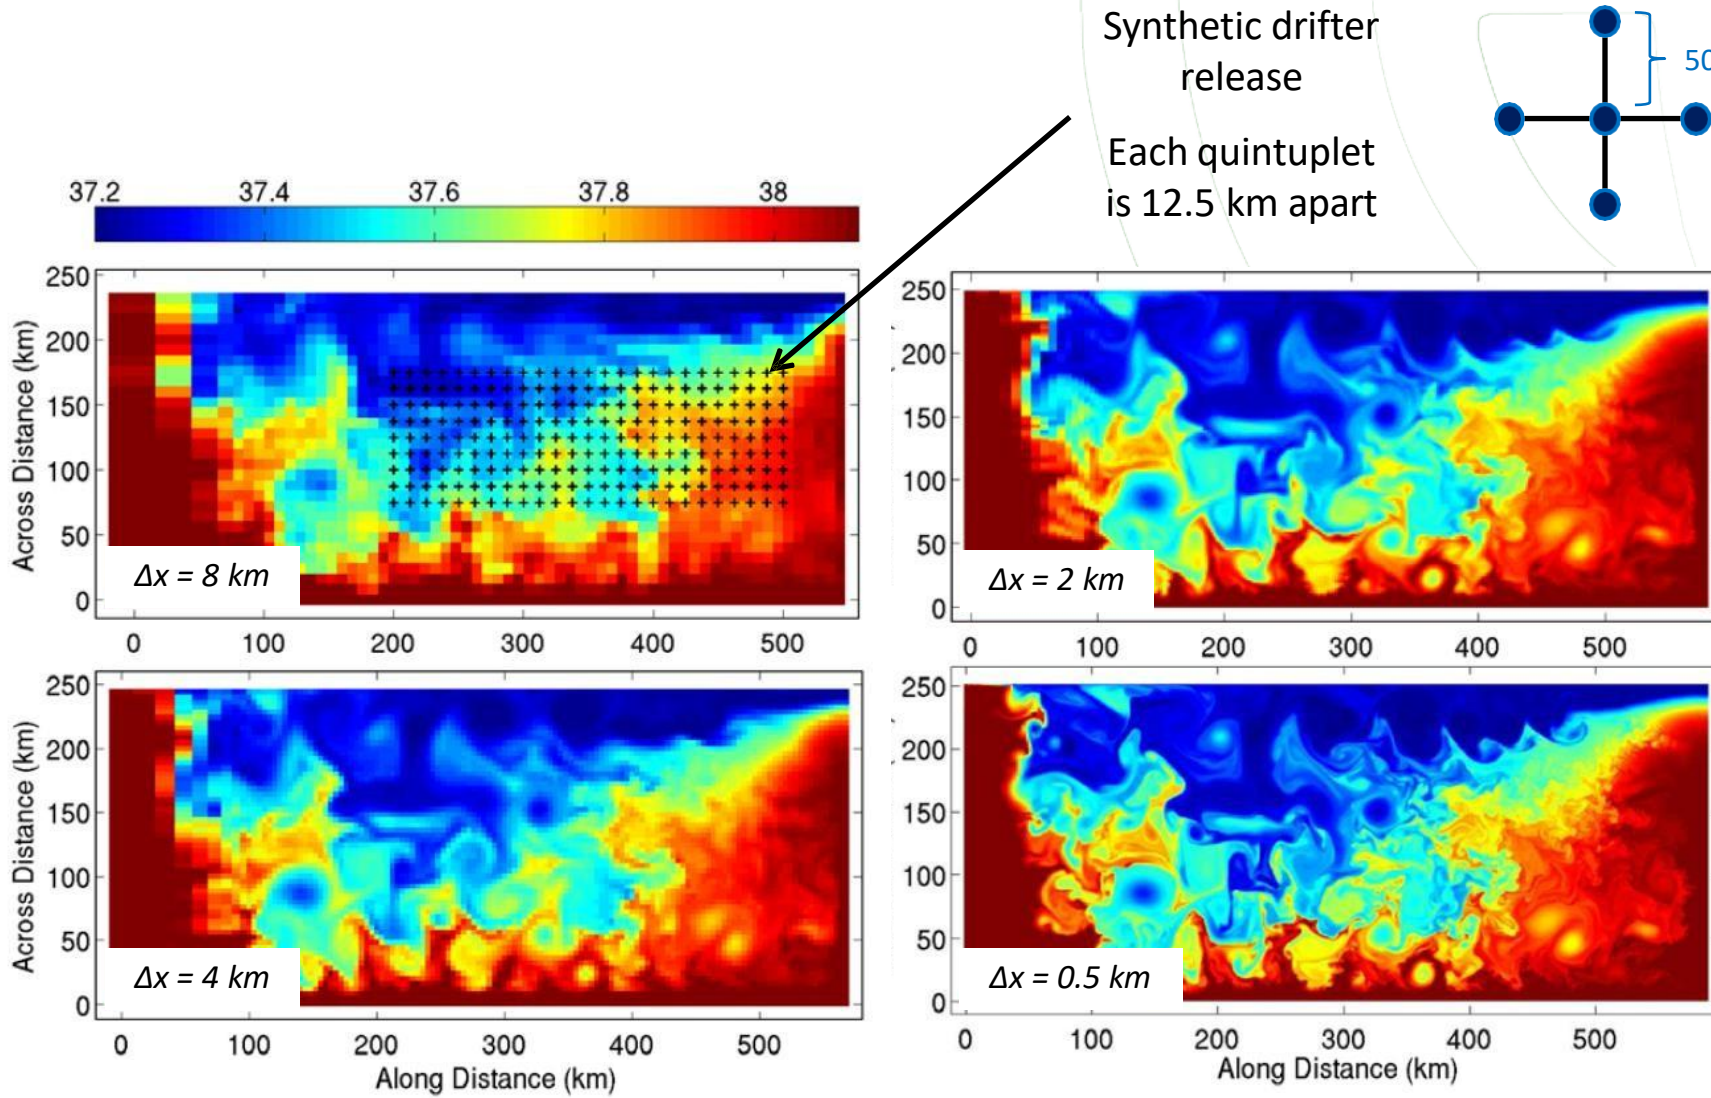 Synthetic drifter
release
50
Each quintuplet
is 12.5 km apart
37.2 37.4 37.6 37.8 38
250
200
150
100
50
0
Across Distance (km)
Δx = 8 km
0 100 200 300 400 500
250
200
150
100
50
0
Δx = 2 km
0 100 200 300 400 500
250
200
150
100
50
0
Across Distance (km)
Δx = 4 km
0 100 200 300 400 500
Along Distance (km)
250
200
150
100
50
0
Δx = 0.5 km
0 100 200 300 400 500
Along Distance (km)